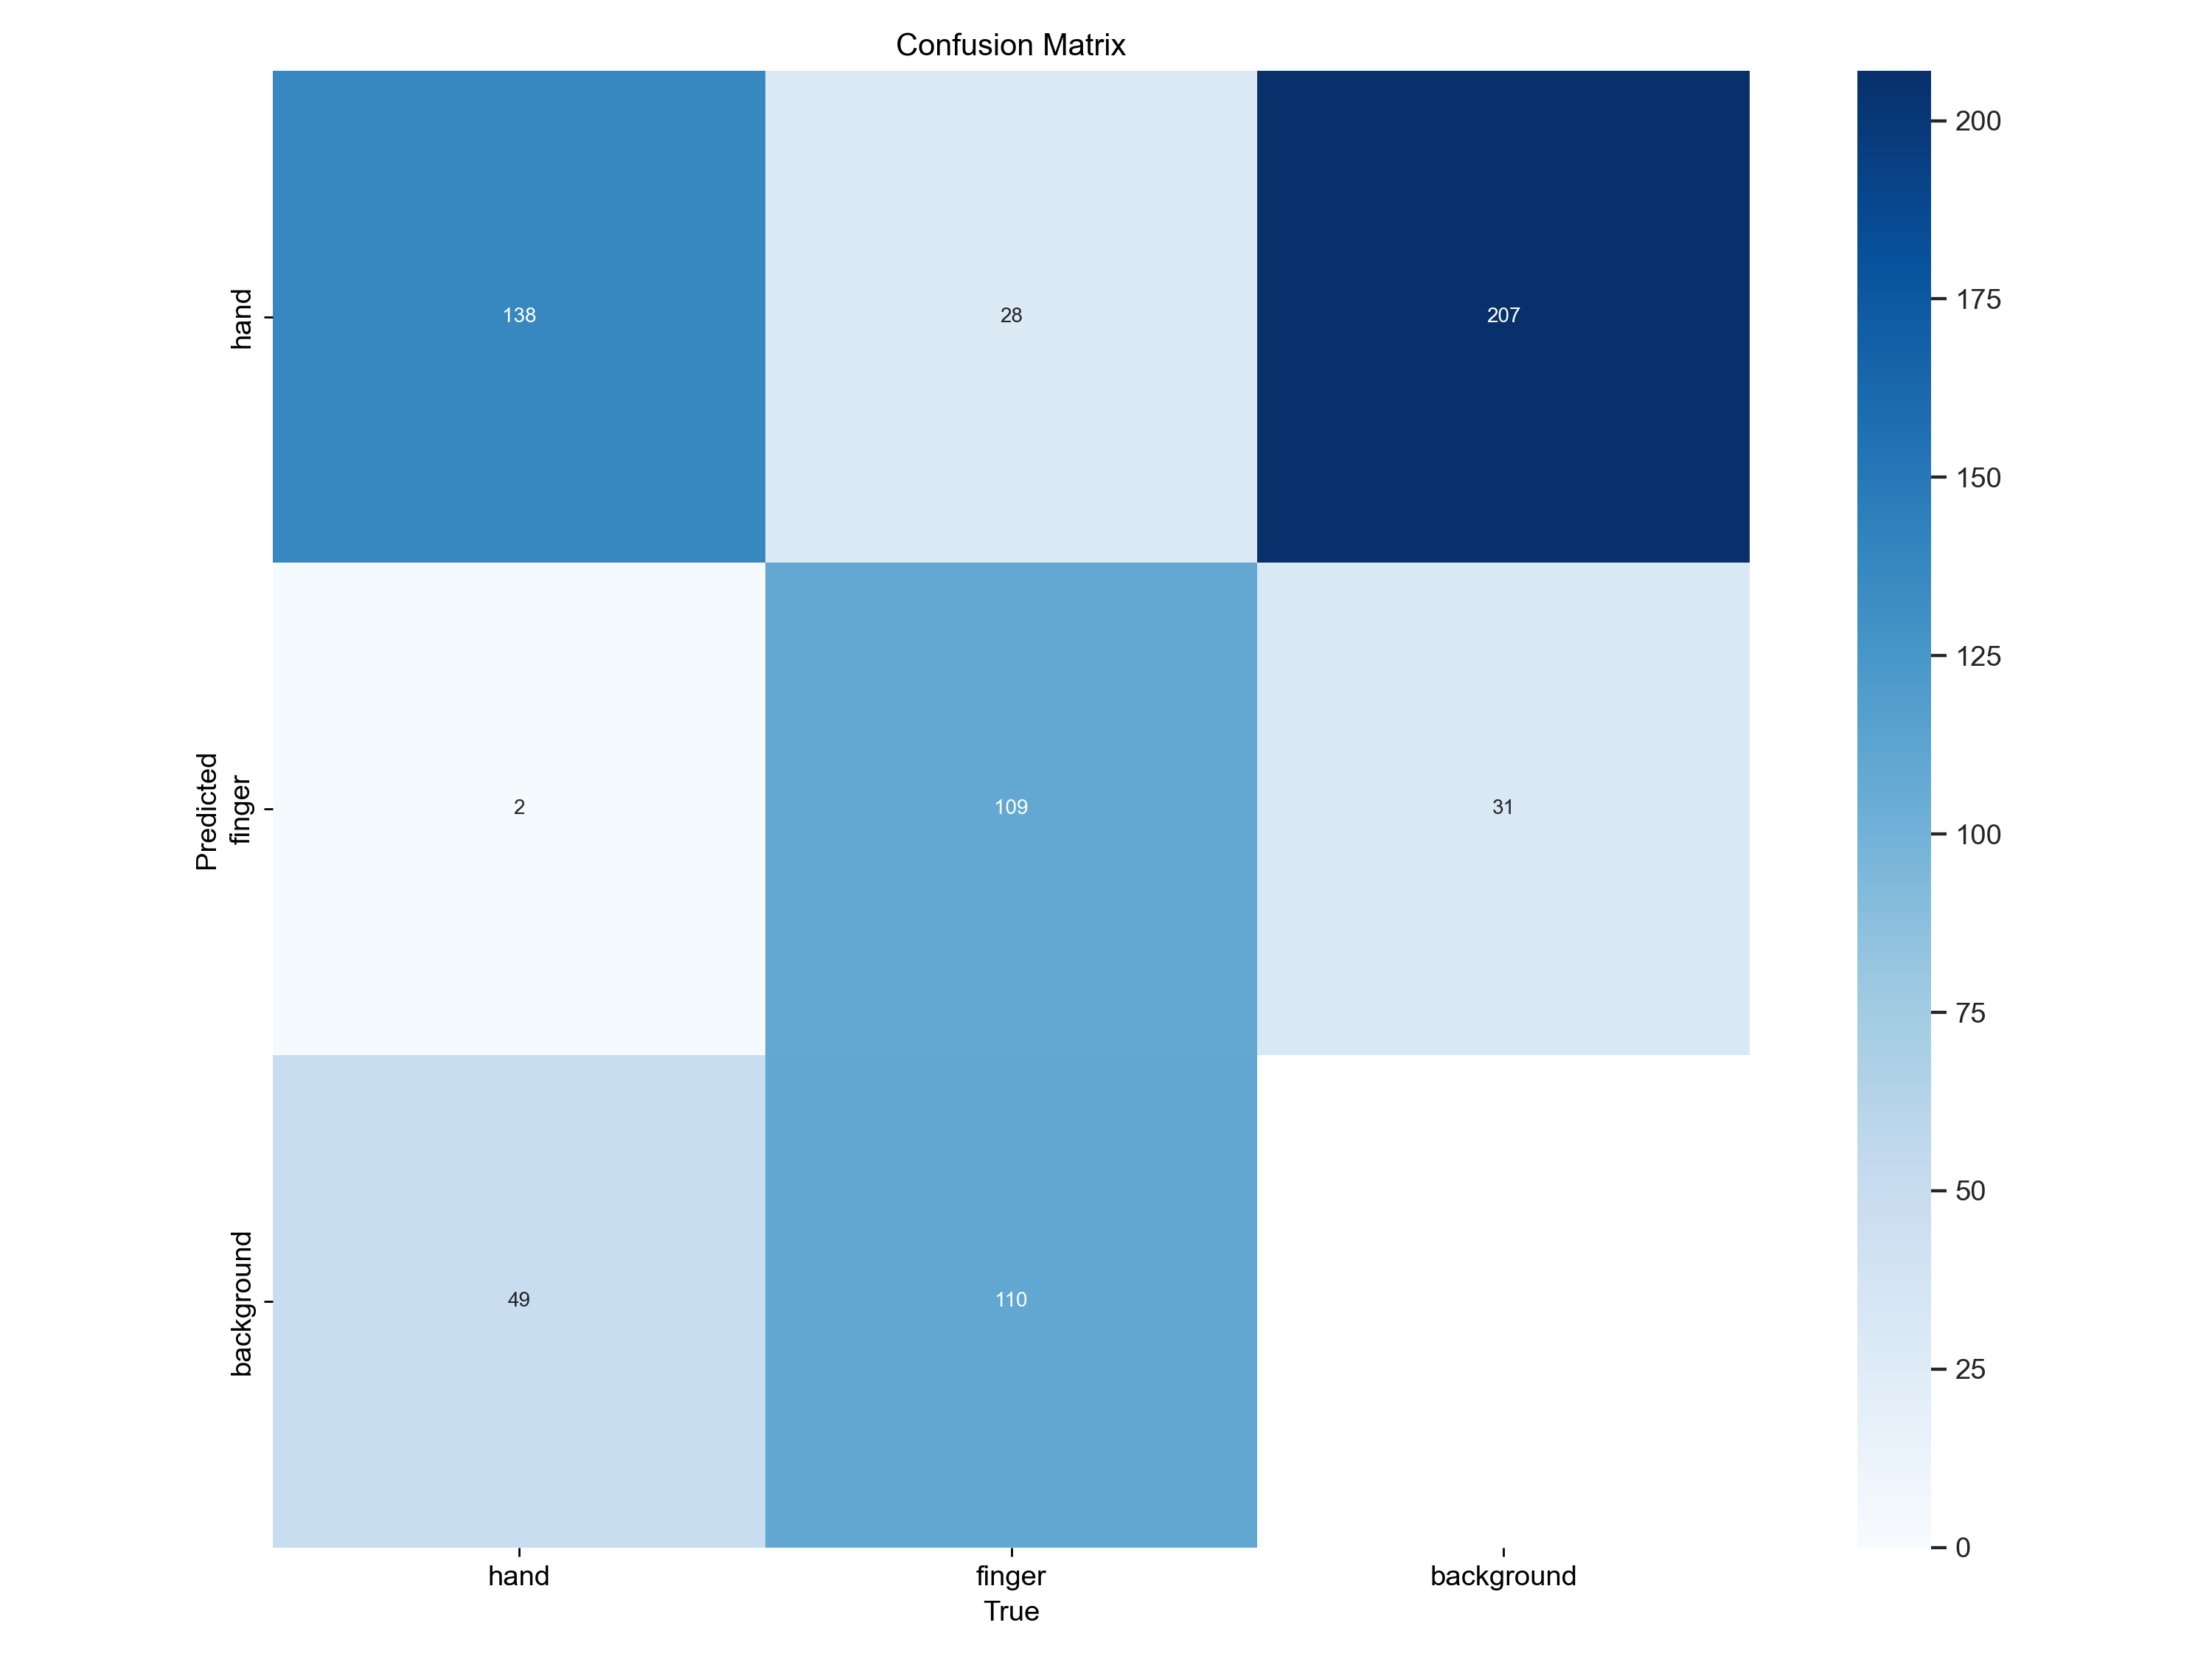 Confusion Matrix
hand
138
28
207
200
175
150
125
Predicted
finger
2
109
31
100
75
background
49
110
50
25
0
hand
finger
background
True